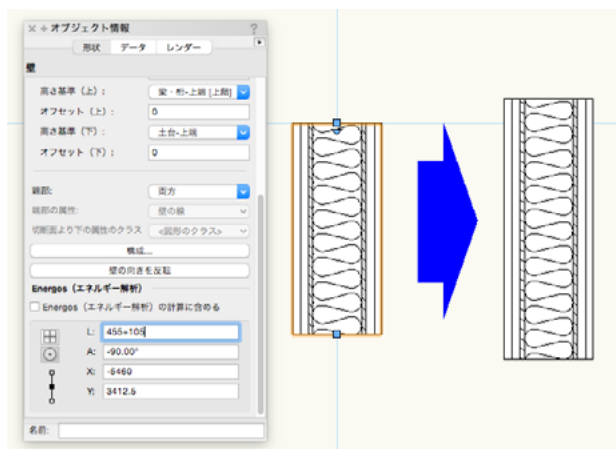 オブジェクト情報
?
形状 データ レンダー
壁
高さ基準（上）: 梁・桁-上端 [上階]
オフセット（上）: 0
高さ基準（下）: 土台-上端
オフセット（下）: 0
端部: 両方
端部の属性: 壁の線
切断面より下の属性のクラス <図形のクラス>
構成...
壁の向きを反転
Energos（エネルギー解析）
Energos（エネルギー解析）の計算に含める
L: 455+105
A: -90.00°
X: -5460
Y: 3412.5
名前: